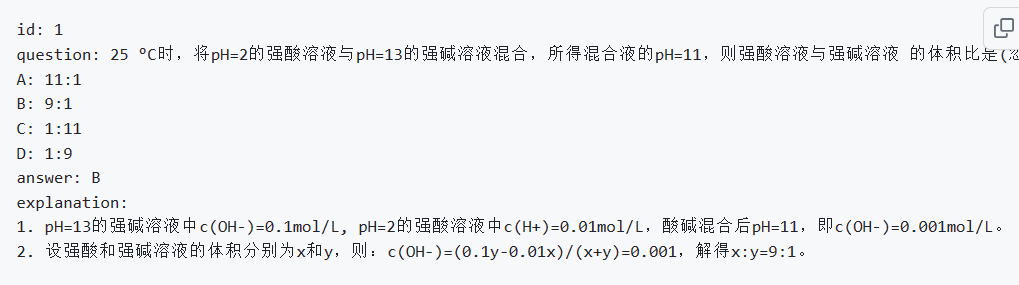 id: 1
question: 25 ℃时，将pH=2的强酸溶液与pH=13的强碱溶液混合，所得混合液的pH=11，则强酸溶液与强碱溶液 的体积比是(忽
A: 11:1
B: 9:1
C: 1:11
D: 1:9
answer: B
explanation:
1. pH=13的强碱溶液中c(OH-)=0.1mol/L, pH=2的强酸溶液中c(H+)=0.01mol/L，酸碱混合后pH=11，即c(OH-)=0.001mol/L。
2. 设强酸和强碱溶液的体积分别为x和y，则：c(OH-)=(0.1y-0.01x)/(x+y)=0.001，解得x:y=9:1。